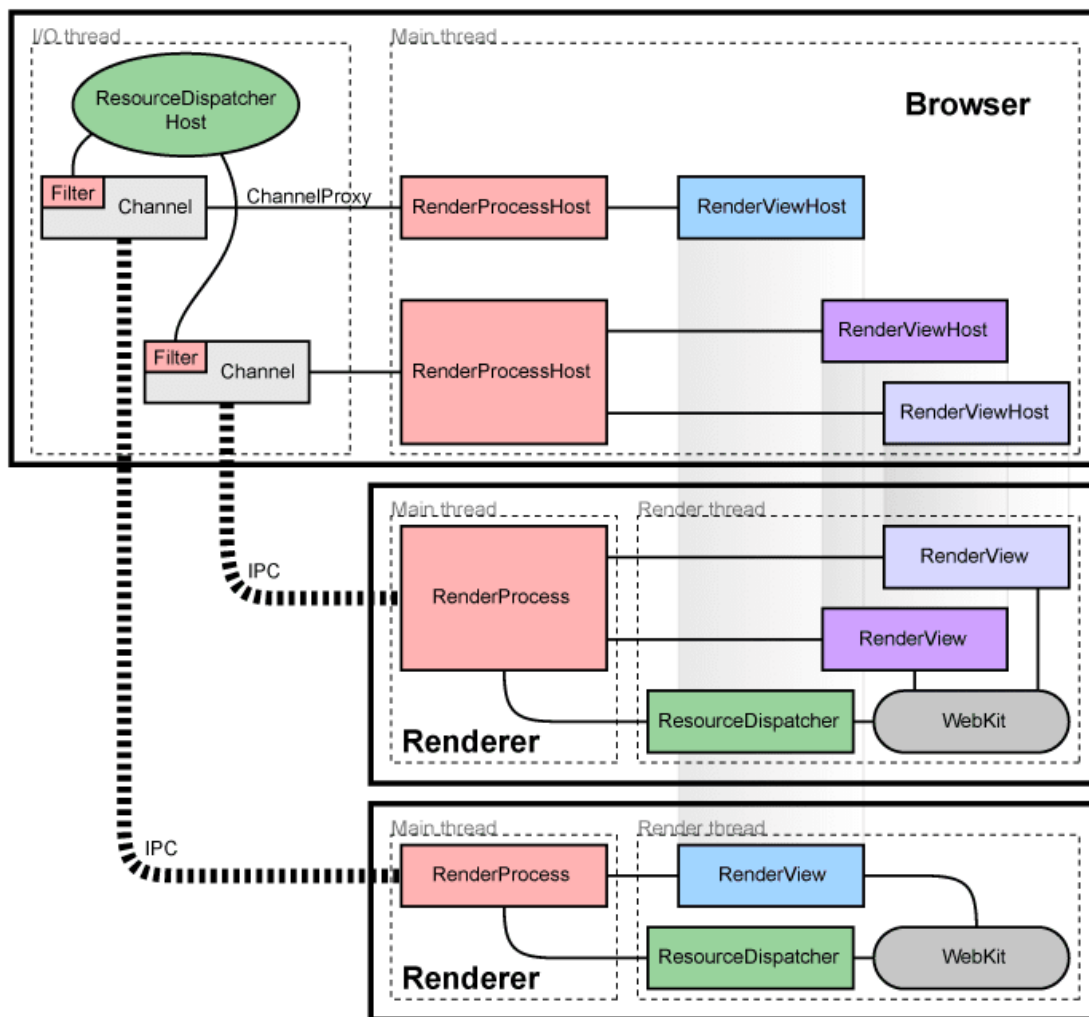 I/O thread
Main thread
ResourceDispatcher
Host
Browser
Filter
Channel
ChannelProxy
RenderProcessHost
RenderViewHost
Filter
Channel
RenderProcessHost
RenderViewHost
RenderViewHost
Main thread
Render thread
IPC
RenderProcess
RenderView
RenderView
ResourceDispatcher
WebKit
Renderer
Main thread
Render thread
IPC
RenderProcess
RenderView
ResourceDispatcher
WebKit
Renderer